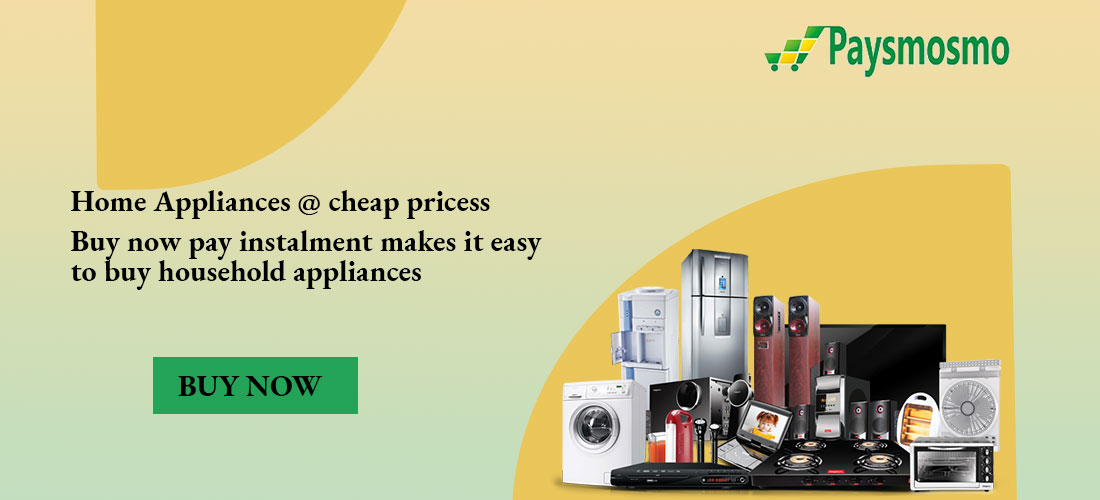 Paysmosmo
Home Appliances @ cheap pricess
Buy now pay instalment makes it easy
to buy household appliances
BUY NOW